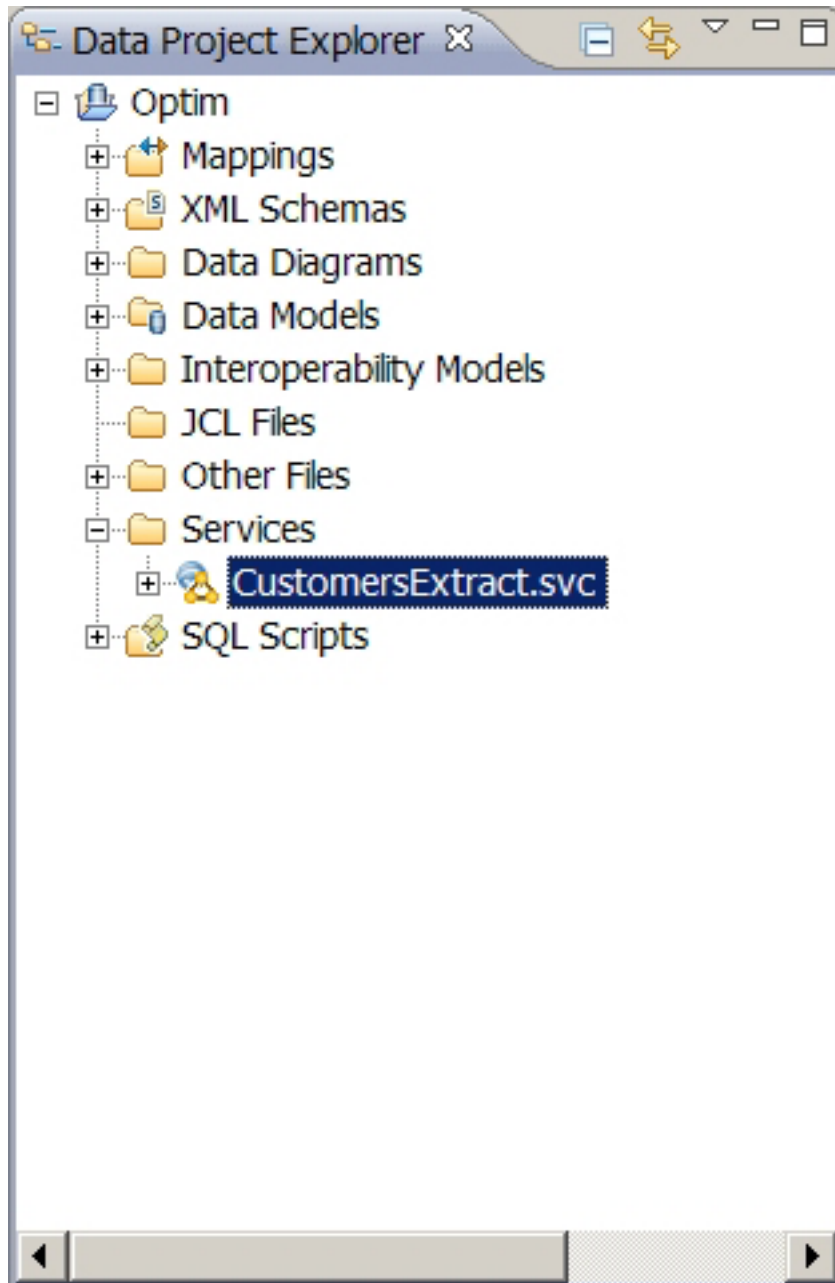 Data Project Explorer
Optim
Mappings
XML Schemas
Data Diagrams
Data Models
Interoperability Models
JCL Files
Other Files
Services
CustomersExtract.svc
SQL Scripts